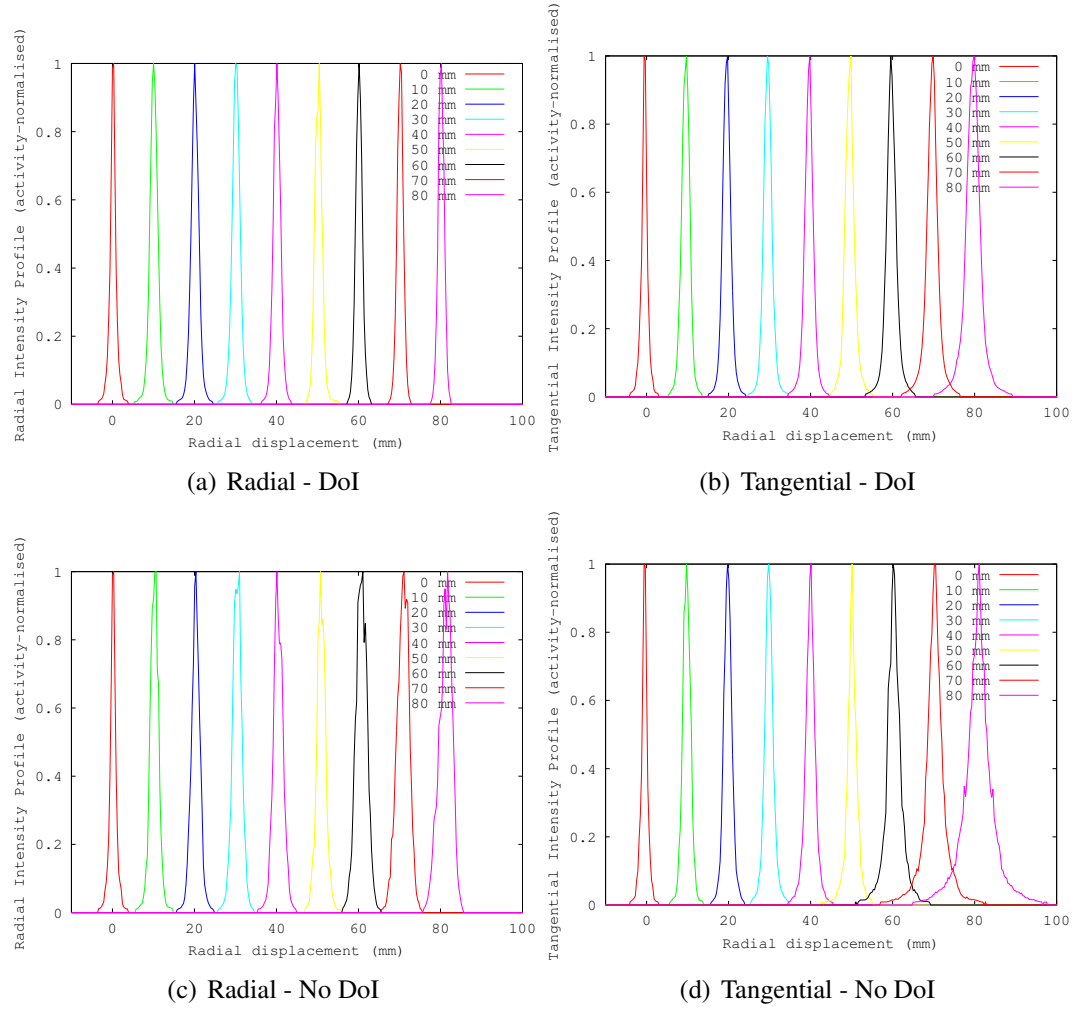 Radial Intensity Profile (activity-normalised)
1
0.8
0.6
0.4
0.2
0
0 mm
10 mm
20 mm
30 mm
40 mm
50 mm
60 mm
70 mm
80 mm
0 20 40 60 80 100
Radial displacement (mm)
(a) Radial - DoI
Tangential Intensity Profile (activity-normalised)
1
0.8
0.6
0.4
0.2
0
0 mm
10 mm
20 mm
30 mm
40 mm
50 mm
60 mm
70 mm
80 mm
0 20 40 60 80 100
Radial displacement (mm)
(b) Tangential - DoI
Radial Intensity Profile (activity-normalised)
1
0.8
0.6
0.4
0.2
0
0 mm
10 mm
20 mm
30 mm
40 mm
50 mm
60 mm
70 mm
80 mm
0 20 40 60 80 100
Radial displacement (mm)
(c) Radial - No DoI
Tangential Intensity Profile (activity-normalised)
1
0.8
0.6
0.4
0.2
0
0 mm
10 mm
20 mm
30 mm
40 mm
50 mm
60 mm
70 mm
80 mm
0 20 40 60 80 100
Radial displacement (mm)
(d) Tangential - No DoI